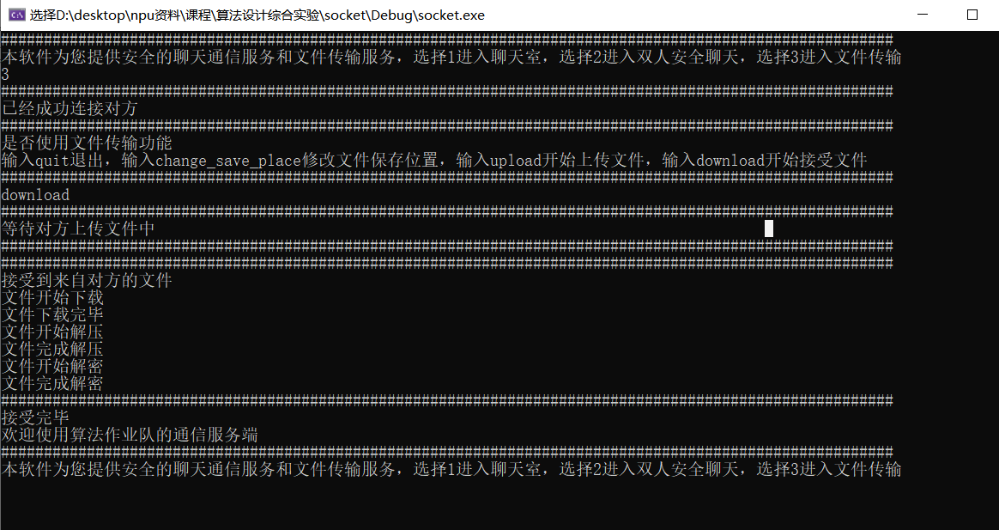 选择D:\desktop\npu资料\课程\算法设计综合实验\socket\Debug\socket.exe
########################################################################################################
本软件为您提供安全的聊天通信服务和文件传输服务，选择1进入聊天室，选择2进入双人安全聊天，选择3进入文件传输
3
########################################################################################################
已经成功连接对方
########################################################################################################
是否使用文件传输功能
输入quit退出，输入change_save_place修改文件保存位置，输入upload开始上传文件，输入download开始接受文件
########################################################################################################
download
########################################################################################################
等待对方上传文件中
########################################################################################################
########################################################################################################
接受到来自对方的文件
文件开始下载
文件下载完毕
文件开始解压
文件完成解压
文件开始解密
文件完成解密
########################################################################################################
接受完毕
欢迎使用算法作业队的通信服务端
########################################################################################################
本软件为您提供安全的聊天通信服务和文件传输服务，选择1进入聊天室，选择2进入双人安全聊天，选择3进入文件传输